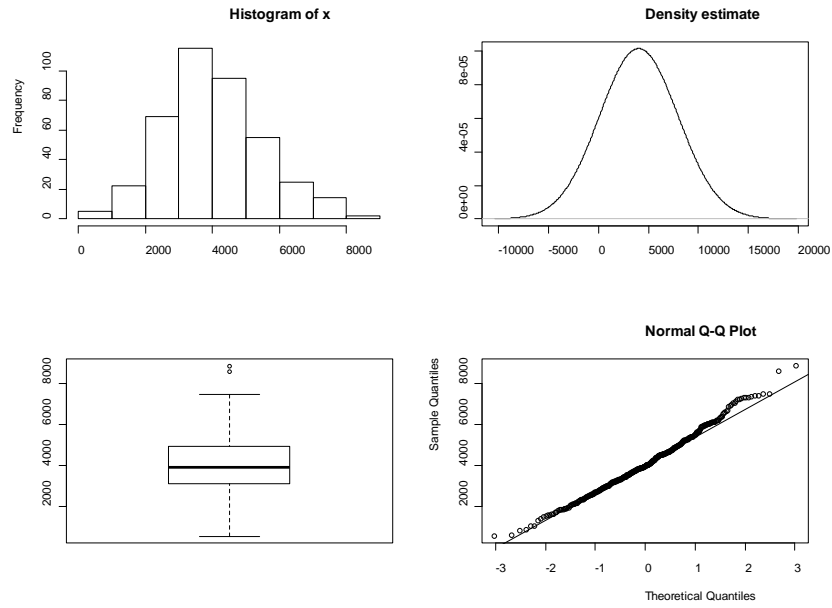 Histogram of x
Frequency
0 20 40 60 80 100
0 2000 4000 6000 8000
Density estimate
0e+00 4e-05 8e-05
-10000 -5000 0 5000 10000 15000 20000
2000 4000 6000 8000
Normal Q-Q Plot
Sample Quantiles
2000 4000 6000 8000
-3 -2 -1 0 1 2 3
Theoretical Quantiles